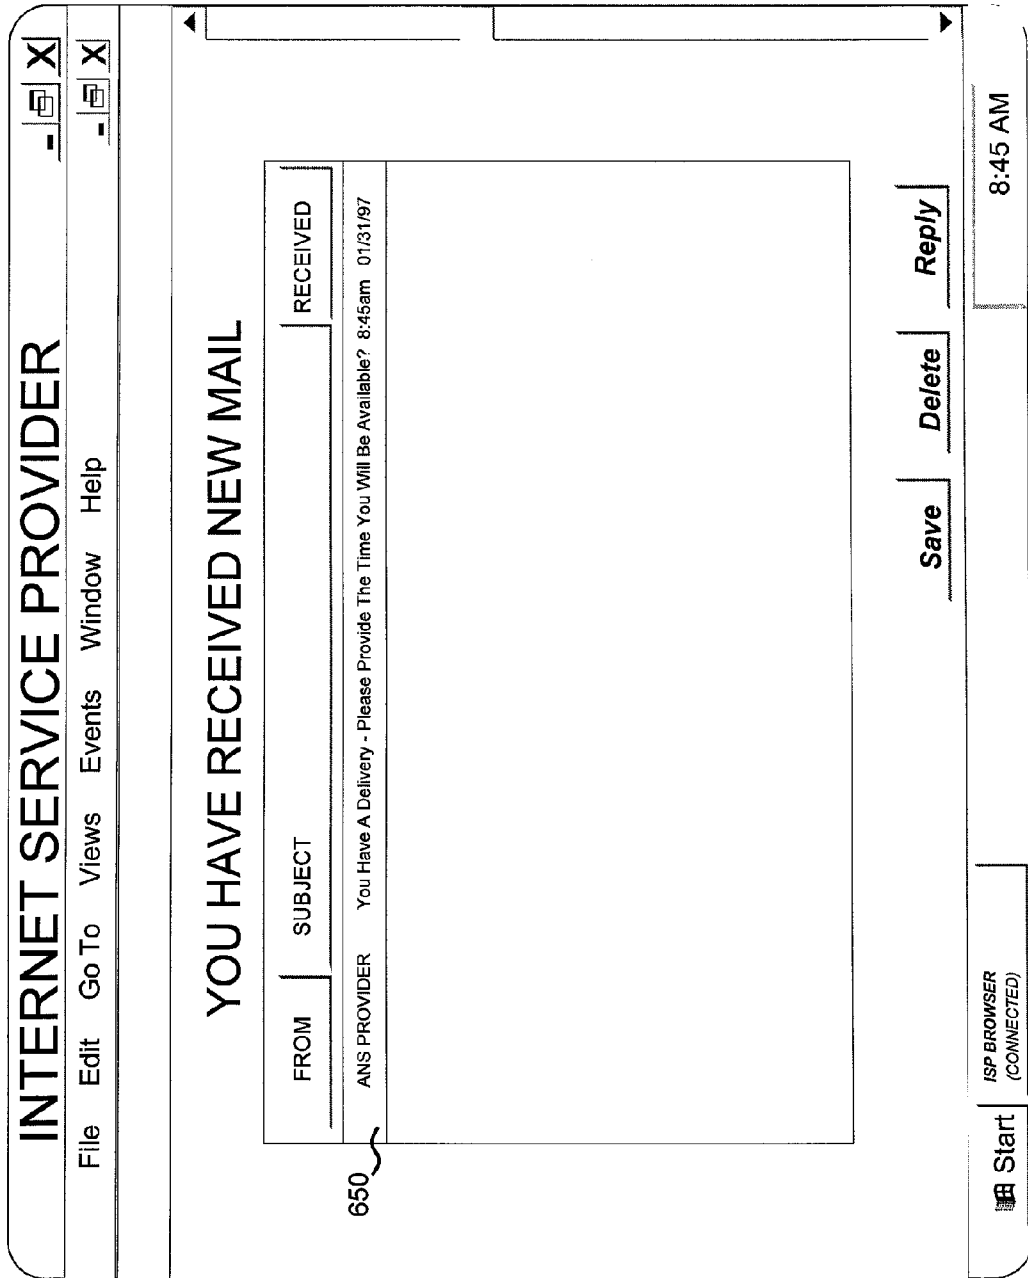 INTERNET SERVICE PROVIDER
- X
File Edit Go To Views Events Window Help
- X
YOU HAVE RECEIVED NEW MAIL
FROM SUBJECT RECEIVED
650
ANS PROVIDER You Have A Delivery - Please Provide The Time You Will Be Available? 8:45am 01/31/97
Save Delete Reply
Start ISP BROWSER
(CONNECTED)
8:45 AM